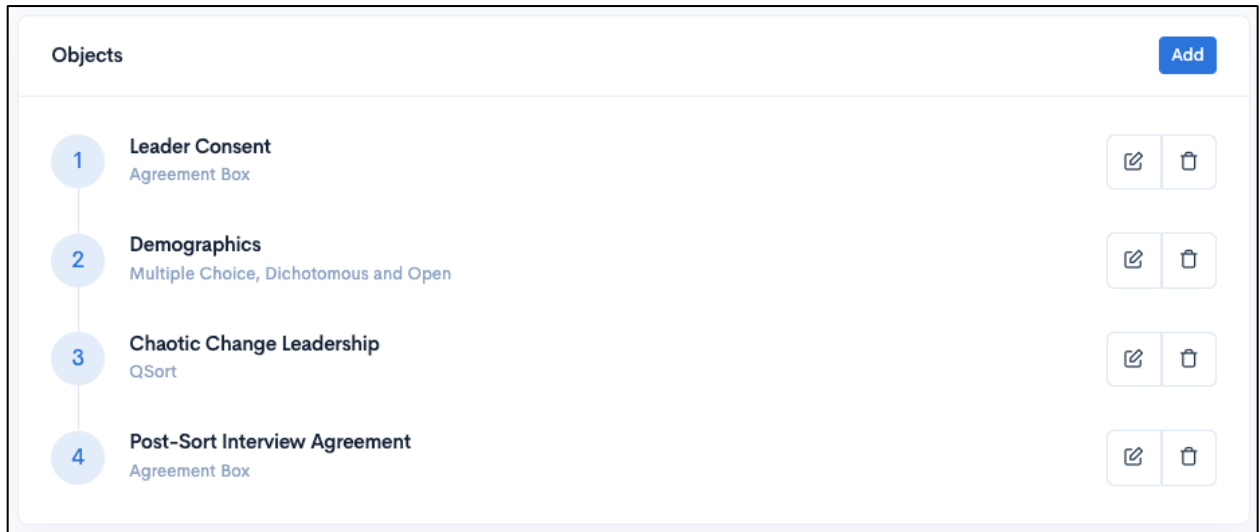 Objects
Add
1
Leader Consent
Agreement Box
2
Demographics
Multiple Choice, Dichotomous and Open
3
Chaotic Change Leadership
QSort
4
Post-Sort Interview Agreement
Agreement Box